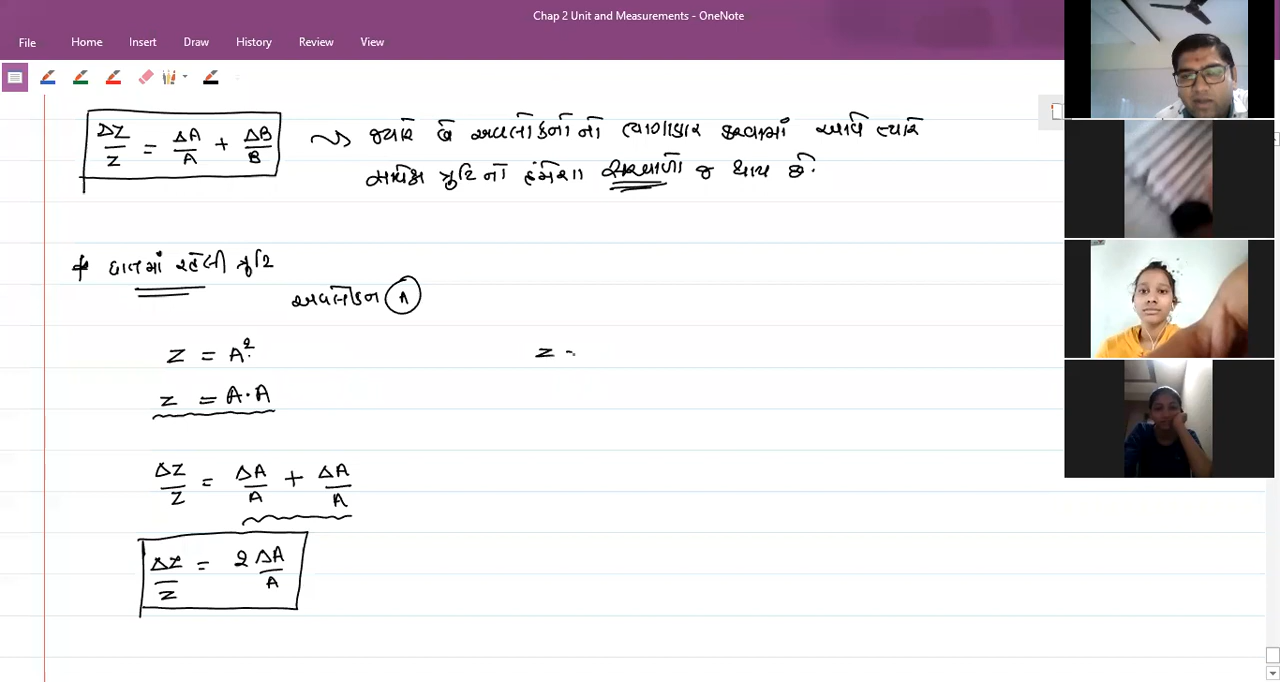 Chap 2 Unit and Measurements - OneNote
File Home Insert Draw History Review View
ΔZ/Z = ΔA/A + ΔB/B ⇝ જ્યારે બે અવલોકનો નો ભાગાકાર કરવામાં આવે ત્યારે
સાપેક્ષ ત્રુટિ નો હંમેશા સરવાળો જ થાય છે.
* ઘાતમાં રહેલી ત્રુટિ
અવલોકન A
Z = A²
Z = A·A
ΔZ/Z = ΔA/A + ΔA/A
ΔZ/Z = 2 ΔA/A
Z -